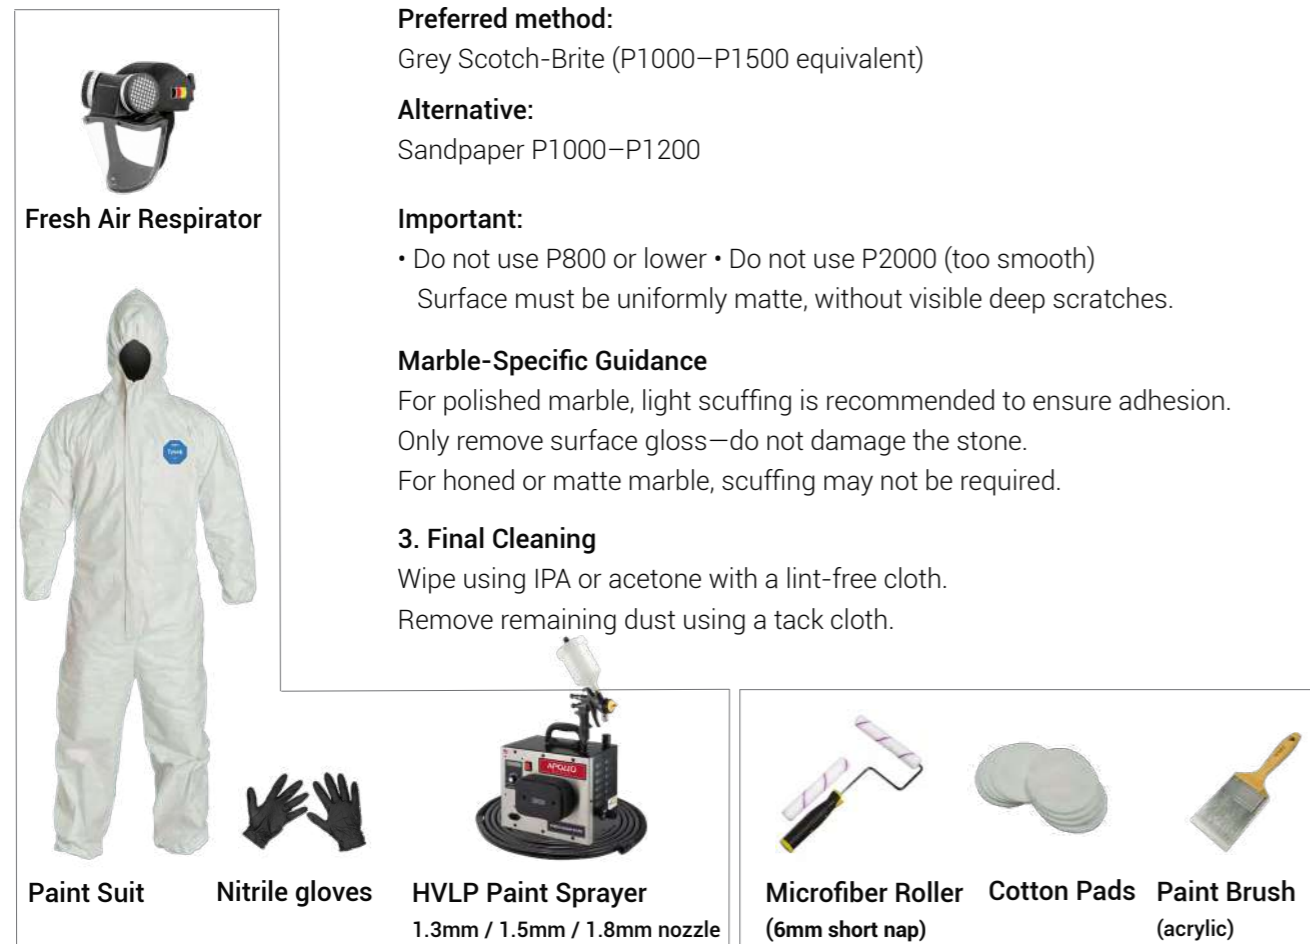 Preferred method:
Grey Scotch-Brite (P1000–P1500 equivalent)
Alternative:
Sandpaper P1000–P1200
Important:
• Do not use P800 or lower • Do not use P2000 (too smooth)
Surface must be uniformly matte, without visible deep scratches.
Marble-Specific Guidance
For polished marble, light scuffing is recommended to ensure adhesion.
Only remove surface gloss—do not damage the stone.
For honed or matte marble, scuffing may not be required.
3. Final Cleaning
Wipe using IPA or acetone with a lint-free cloth.
Remove remaining dust using a tack cloth.
Fresh Air Respirator
Tyvek
APOLLO
Paint Suit
Nitrile gloves
HVLP Paint Sprayer
1.3mm / 1.5mm / 1.8mm nozzle
Microfiber Roller
(6mm short nap)
Cotton Pads
Paint Brush
(acrylic)